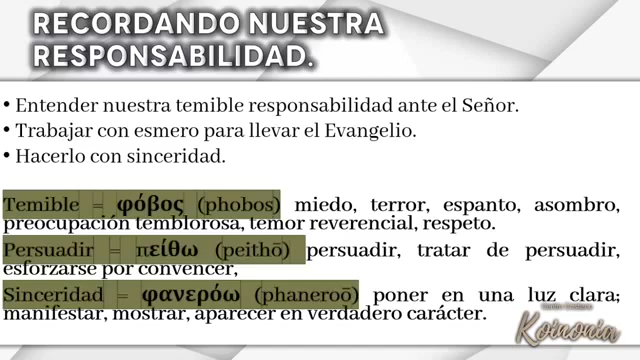 RECORDANDO NUESTRA
RESPONSABILIDAD.
• Entender nuestra temible responsabilidad ante el Señor.
• Trabajar con esmero para llevar el Evangelio.
• Hacerlo con sinceridad.
Temible = φόβος (phobos) miedo, terror, espanto, asombro,
preocupación temblorosa, temor reverencial, respeto.
Persuadir = πείθω (peithō) persuadir, tratar de persuadir,
esforzarse por convencer,
Sinceridad = φανερόω (phaneroō) poner en una luz clara;
manifestar, mostrar, aparecer en verdadero carácter.
Koinonia